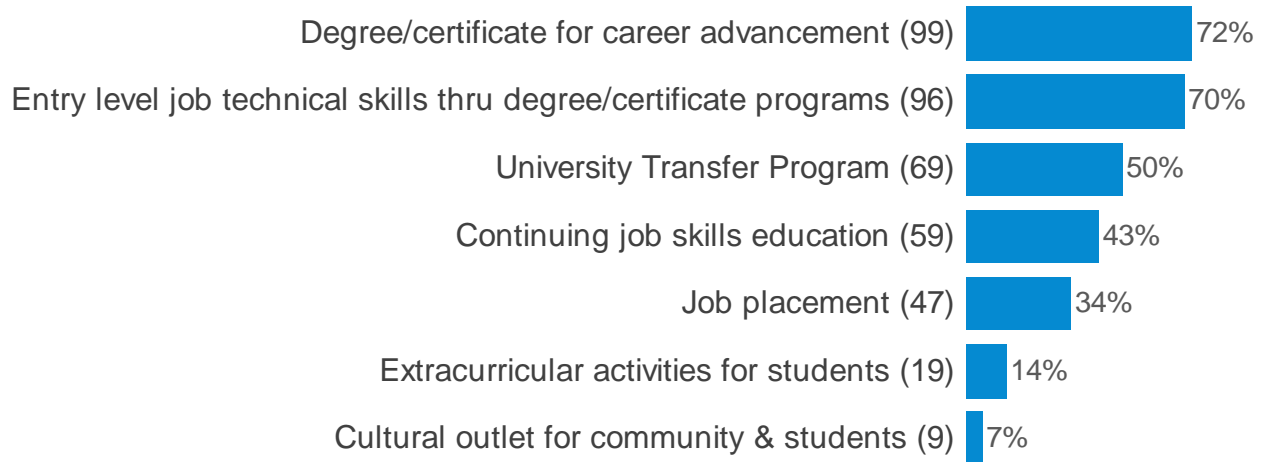 Degree/certificate for career advancement (99) 72%
Entry level job technical skills thru degree/certificate programs (96) 70%
University Transfer Program (69) 50%
Continuing job skills education (59) 43%
Job placement (47) 34%
Extracurricular activities for students (19) 14%
Cultural outlet for community & students (9) 7%